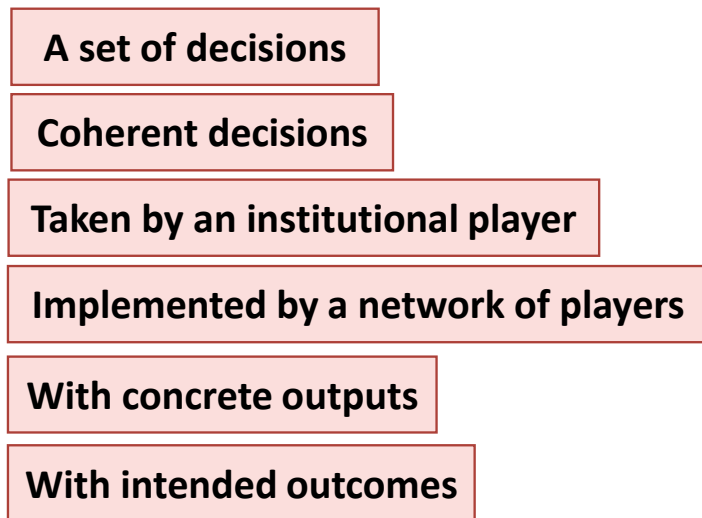 A set of decisions
Coherent decisions
Taken by an institutional player
Implemented by a network of players
With concrete outputs
With intended outcomes